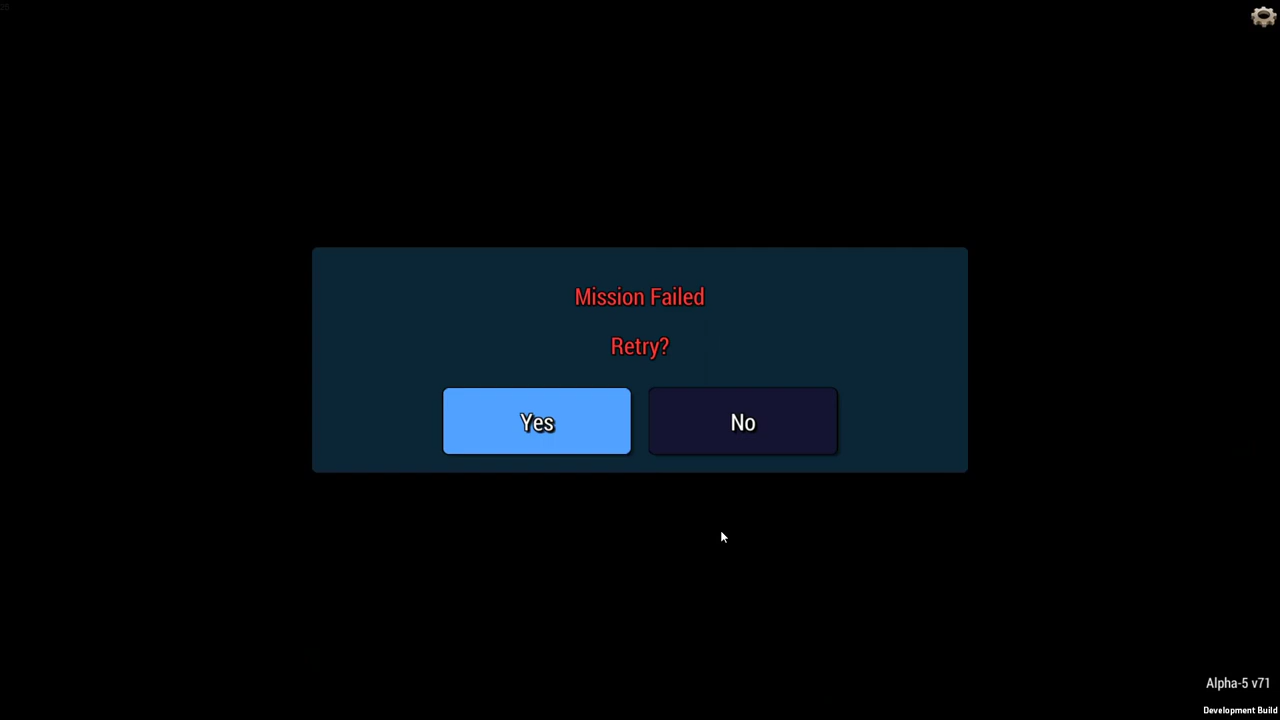 Mission Failed
Retry?
Yes
No
Alpha-5 v71
Development Build